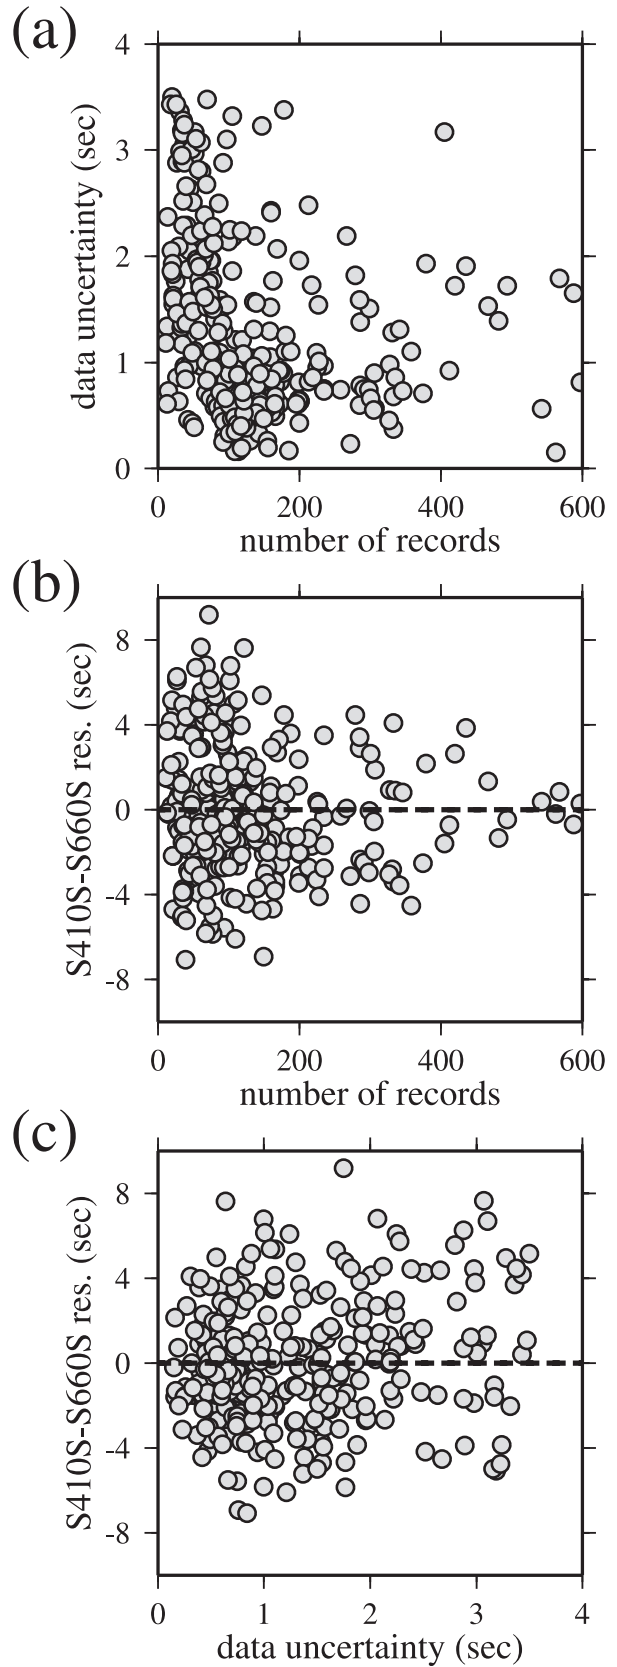 (a)
4
3
2
1
0
data uncertainty (sec)
0 200 400 600
number of records
(b)
8
4
0
-4
-8
S410S-S660S res. (sec)
0 200 400 600
number of records
(c)
8
4
0
-4
-8
S410S-S660S res. (sec)
0 1 2 3 4
data uncertainty (sec)